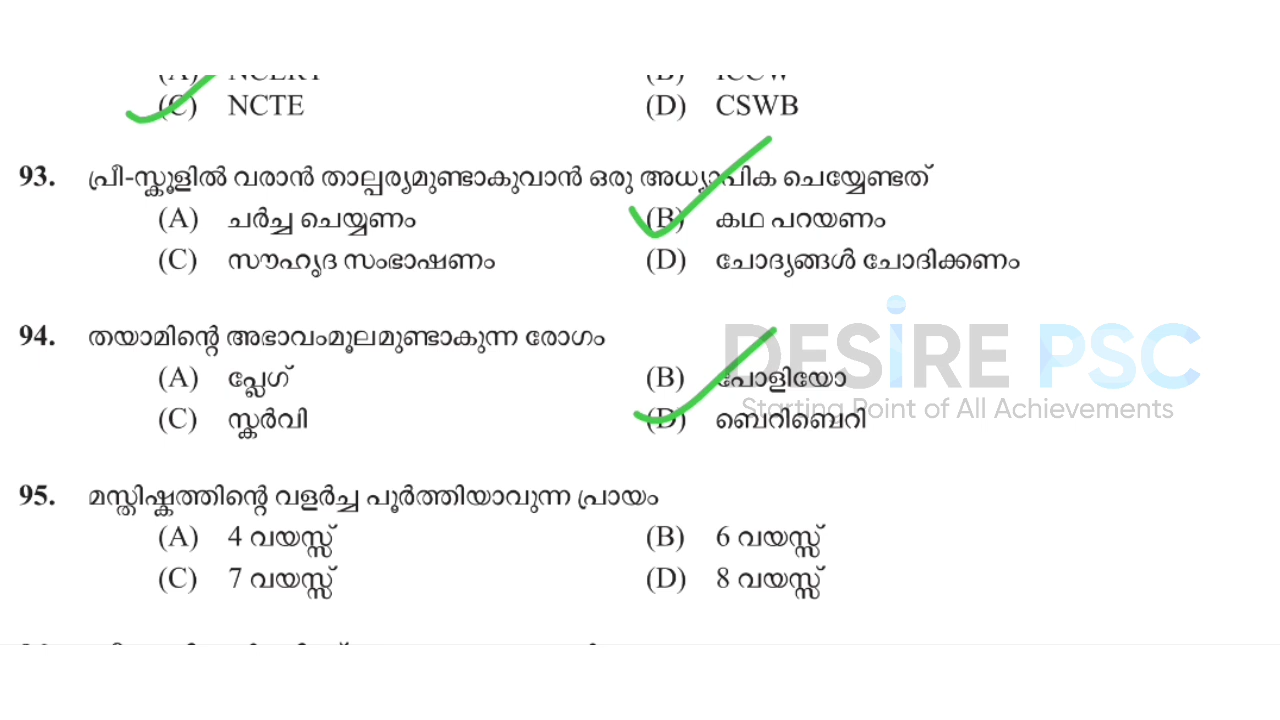 (C) NCTE (D) CSWB
93. പ്രീ-സ്കൂളിൽ വരാൻ താല്പര്യമുണ്ടാകുവാൻ ഒരു അധ്യാപിക ചെയ്യേണ്ടത്
(A) ചർച്ച ചെയ്യണം (B) കഥ പറയണം
(C) സൗഹൃദ സംഭാഷണം (D) ചോദ്യങ്ങൾ ചോദിക്കണം
94. തയാമിന്റെ അഭാവംമൂലമുണ്ടാകുന്ന രോഗം
DESIRE PSC
(A) പ്ലേഗ് (B) പോളിയോ
Starting Point of All Achievements
(C) സ്കർവി (D) ബെറിബെറി
95. മസ്തിഷ്കത്തിന്റെ വളർച്ച പൂർത്തിയാവുന്ന പ്രായം
(A) 4 വയസ്സ് (B) 6 വയസ്സ്
(C) 7 വയസ്സ് (D) 8 വയസ്സ്